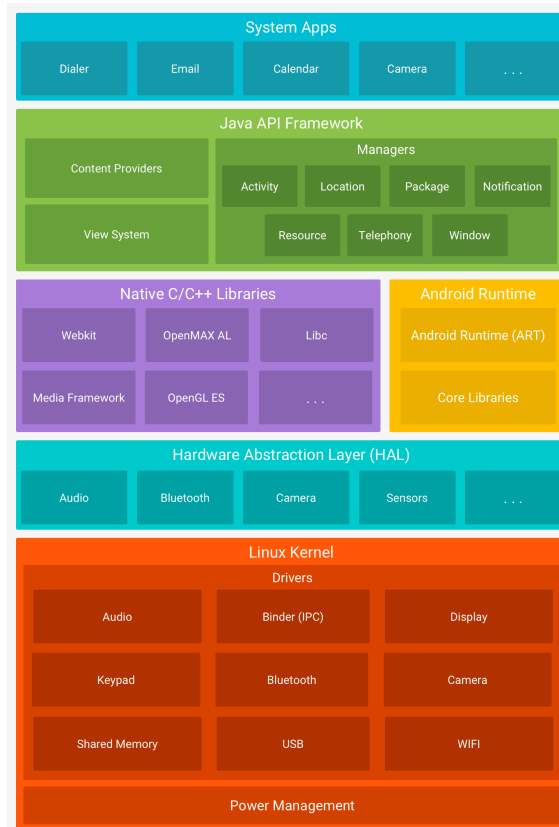 System Apps
Dialer
Email
Calendar
Camera
. . .
Java API Framework
Content Providers
View System
Managers
Activity
Location
Package
Notification
Resource
Telephony
Window
Native C/C++ Libraries
Webkit
OpenMAX AL
Libc
Media Framework
OpenGL ES
. . .
Android Runtime
Android Runtime (ART)
Core Libraries
Hardware Abstraction Layer (HAL)
Audio
Bluetooth
Camera
Sensors
. . .
Linux Kernel
Drivers
Audio
Binder (IPC)
Display
Keypad
Bluetooth
Camera
Shared Memory
USB
WIFI
Power Management